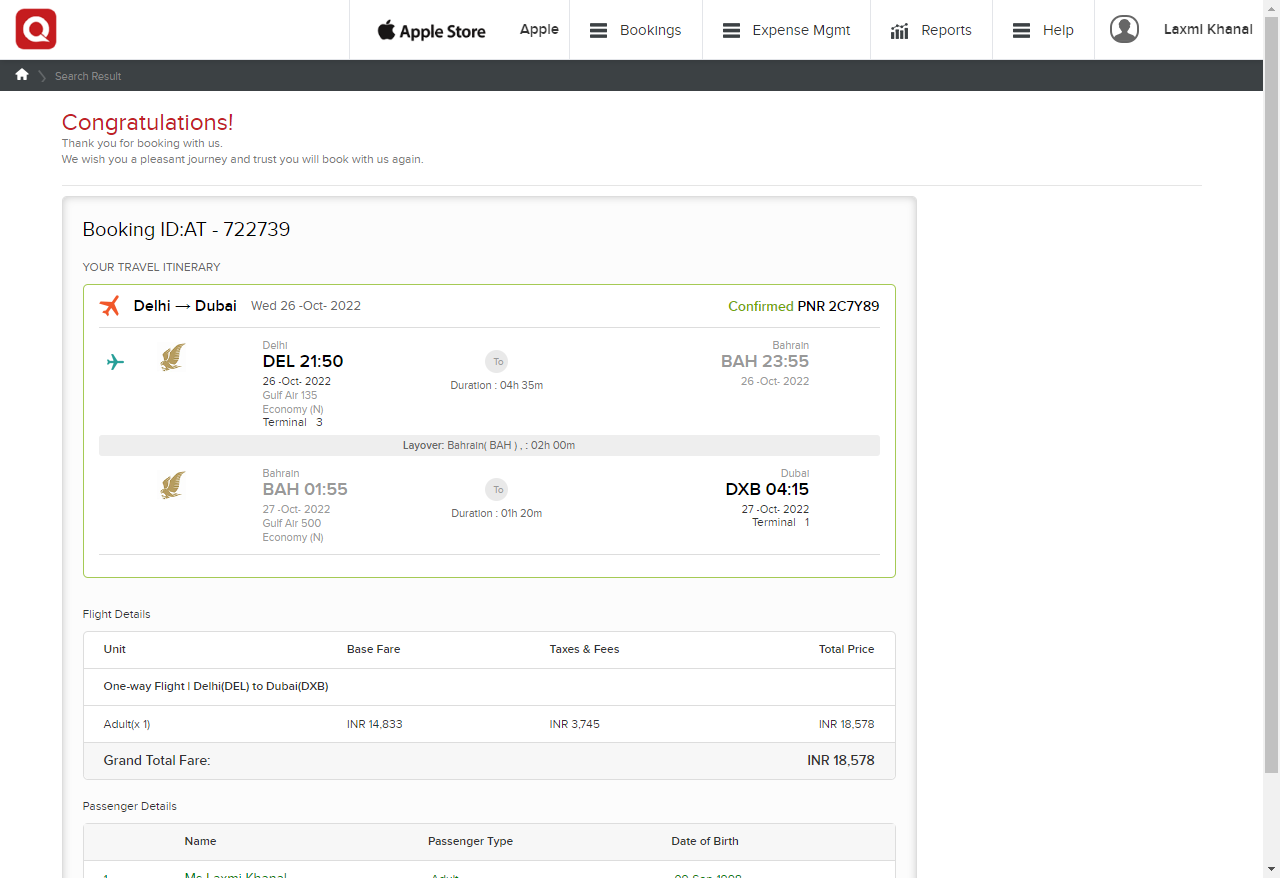 Apple Store
Apple
Bookings
Expense Mgmt
Reports
Help
Laxmi Khanal
Search Result
Congratulations!
Thank you for booking with us.
We wish you a pleasant journey and trust you will book with us again.
Booking ID:AT - 722739
YOUR TRAVEL ITINERARY
Delhi → Dubai Wed 26 -Oct- 2022 Confirmed PNR 2C7Y89
Delhi Bahrain
DEL 21:50 To BAH 23:55
26 -Oct- 2022 Duration : 04h 35m 26 -Oct- 2022
Gulf Air 135
Economy (N)
Terminal 3
Layover: Bahrain( BAH ) , : 02h 00m
Bahrain Dubai
BAH 01:55 To DXB 04:15
27 -Oct- 2022 Duration : 01h 20m 27 -Oct- 2022
Gulf Air 500 Terminal 1
Economy (N)
Flight Details
Unit Base Fare Taxes & Fees Total Price
One-way Flight | Delhi(DEL) to Dubai(DXB)
Adult(x 1) INR 14,833 INR 3,745 INR 18,578
Grand Total Fare: INR 18,578
Passenger Details
Name Passenger Type Date of Birth
1 Ms Laxmi Khanal Adult